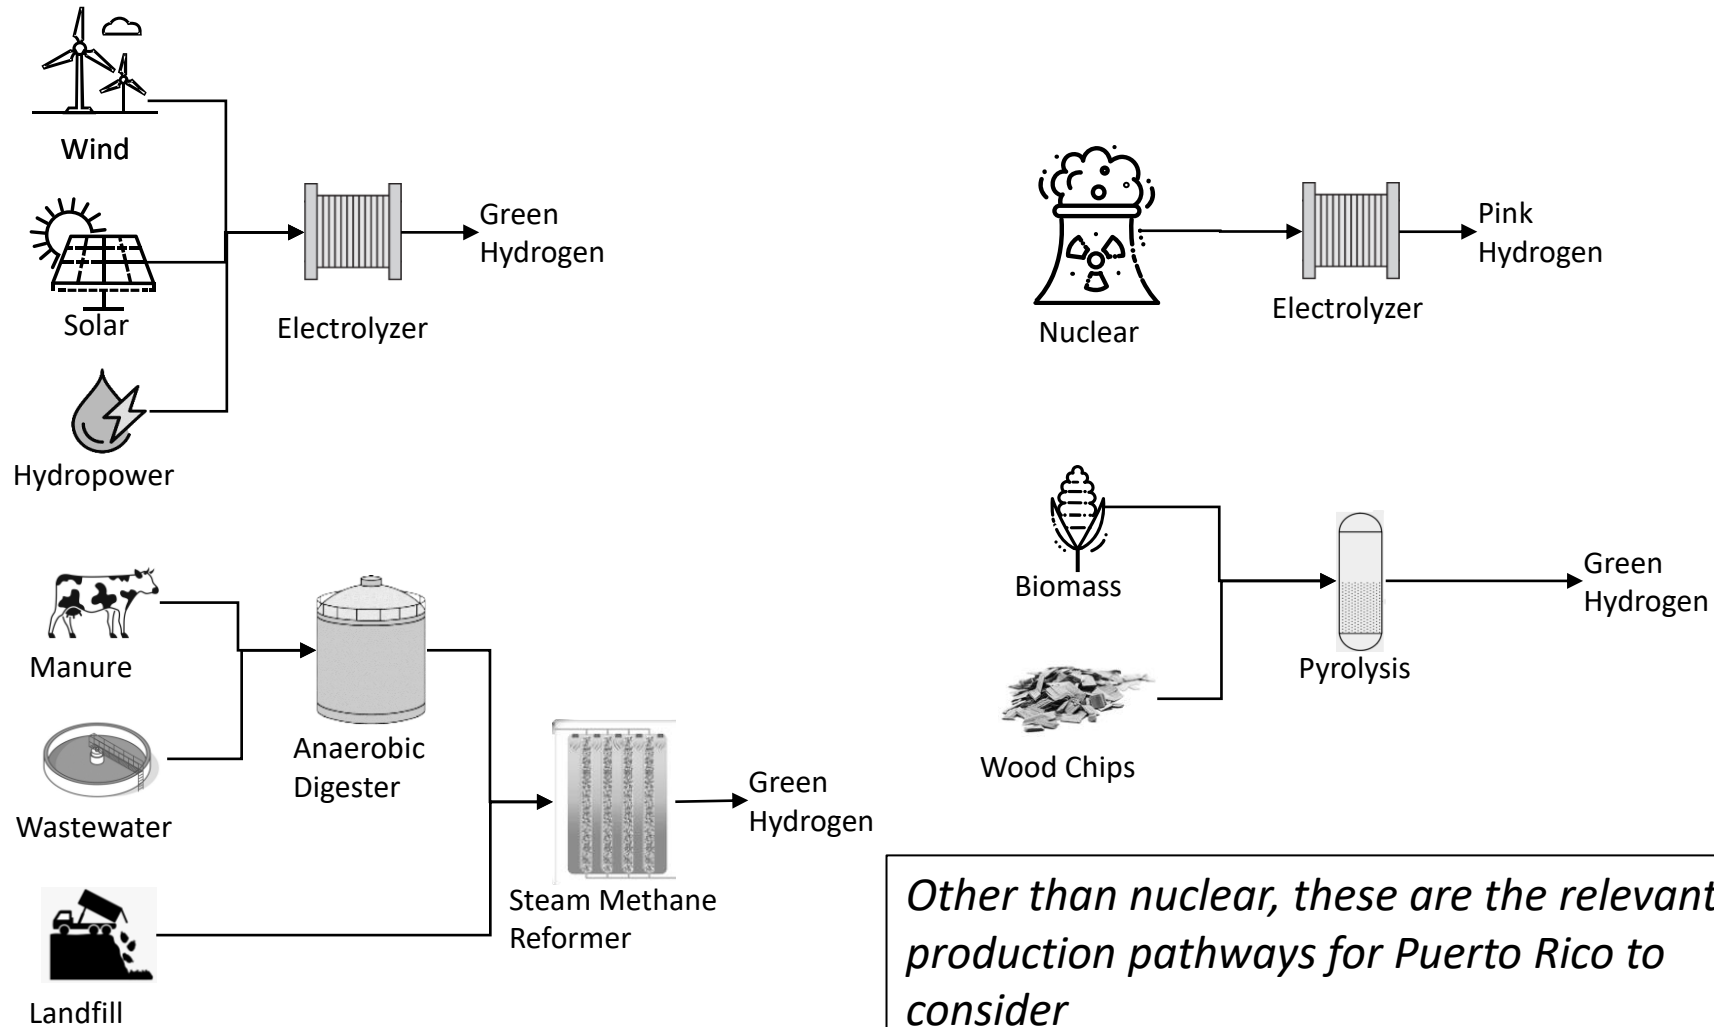 Wind
Solar
Hydropower
Electrolyzer
Green
Hydrogen
Nuclear
Electrolyzer
Pink
Hydrogen
Manure
Wastewater
Landfill
Anaerobic
Digester
Steam Methane
Reformer
Green
Hydrogen
Biomass
Wood Chips
Pyrolysis
Green
Hydrogen
Other than nuclear, these are the relevant
production pathways for Puerto Rico to
consider